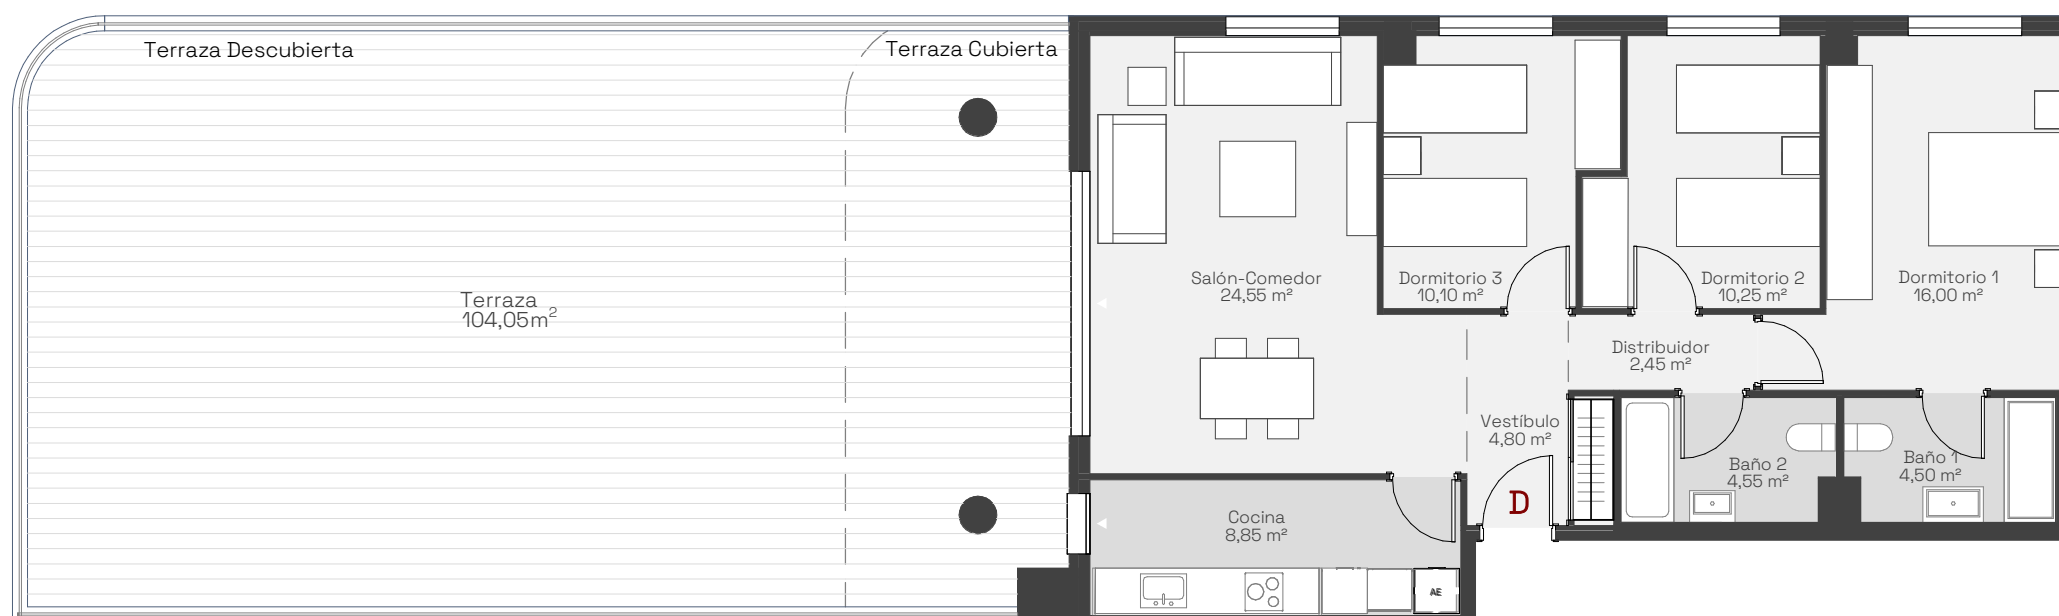 Terraza Descubierta
Terraza Cubierta
Terraza
104,05m²
Salón-Comedor
24,55 m²
Dormitorio 3
10,10 m²
Dormitorio 2
10,25 m²
Dormitorio 1
16,00 m²
Distribuidor
2,45 m²
Vestíbulo
4,80 m²
D
Baño 2
4,55 m²
Baño 1
4,50 m²
Cocina
8,85 m²
AE